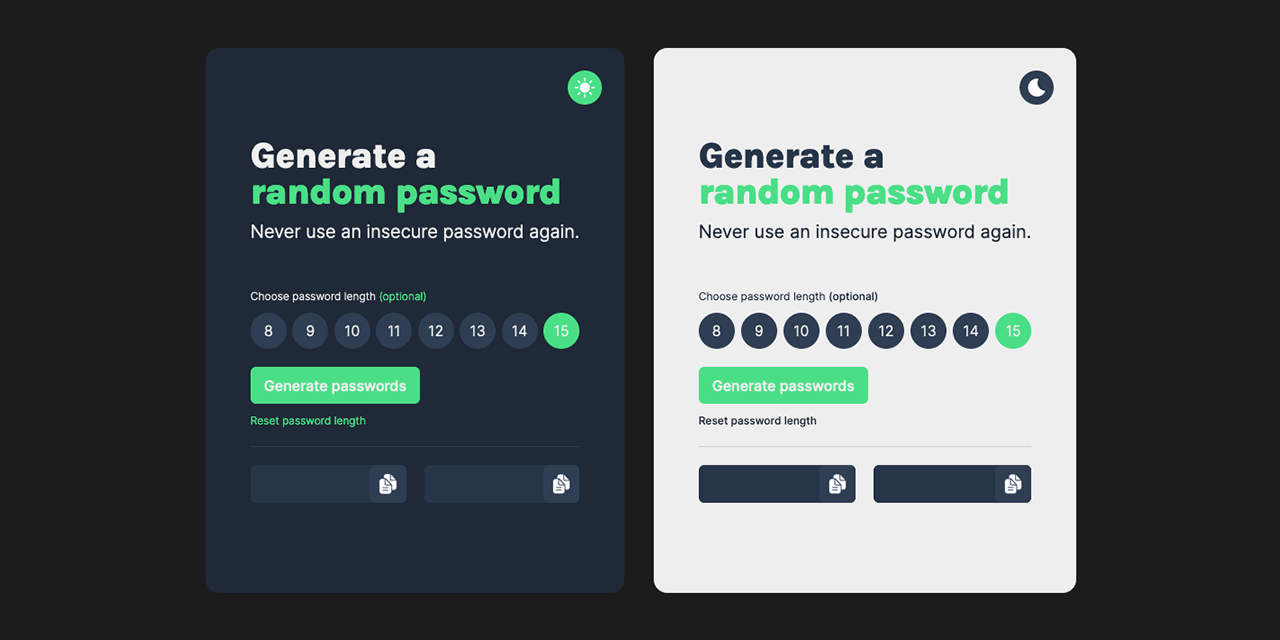 Generate a
random password
Never use an insecure password again.
Choose password length (optional)
8 9 10 11 12 13 14 15
Generate passwords
Reset password length
Generate a
random password
Never use an insecure password again.
Choose password length (optional)
8 9 10 11 12 13 14 15
Generate passwords
Reset password length